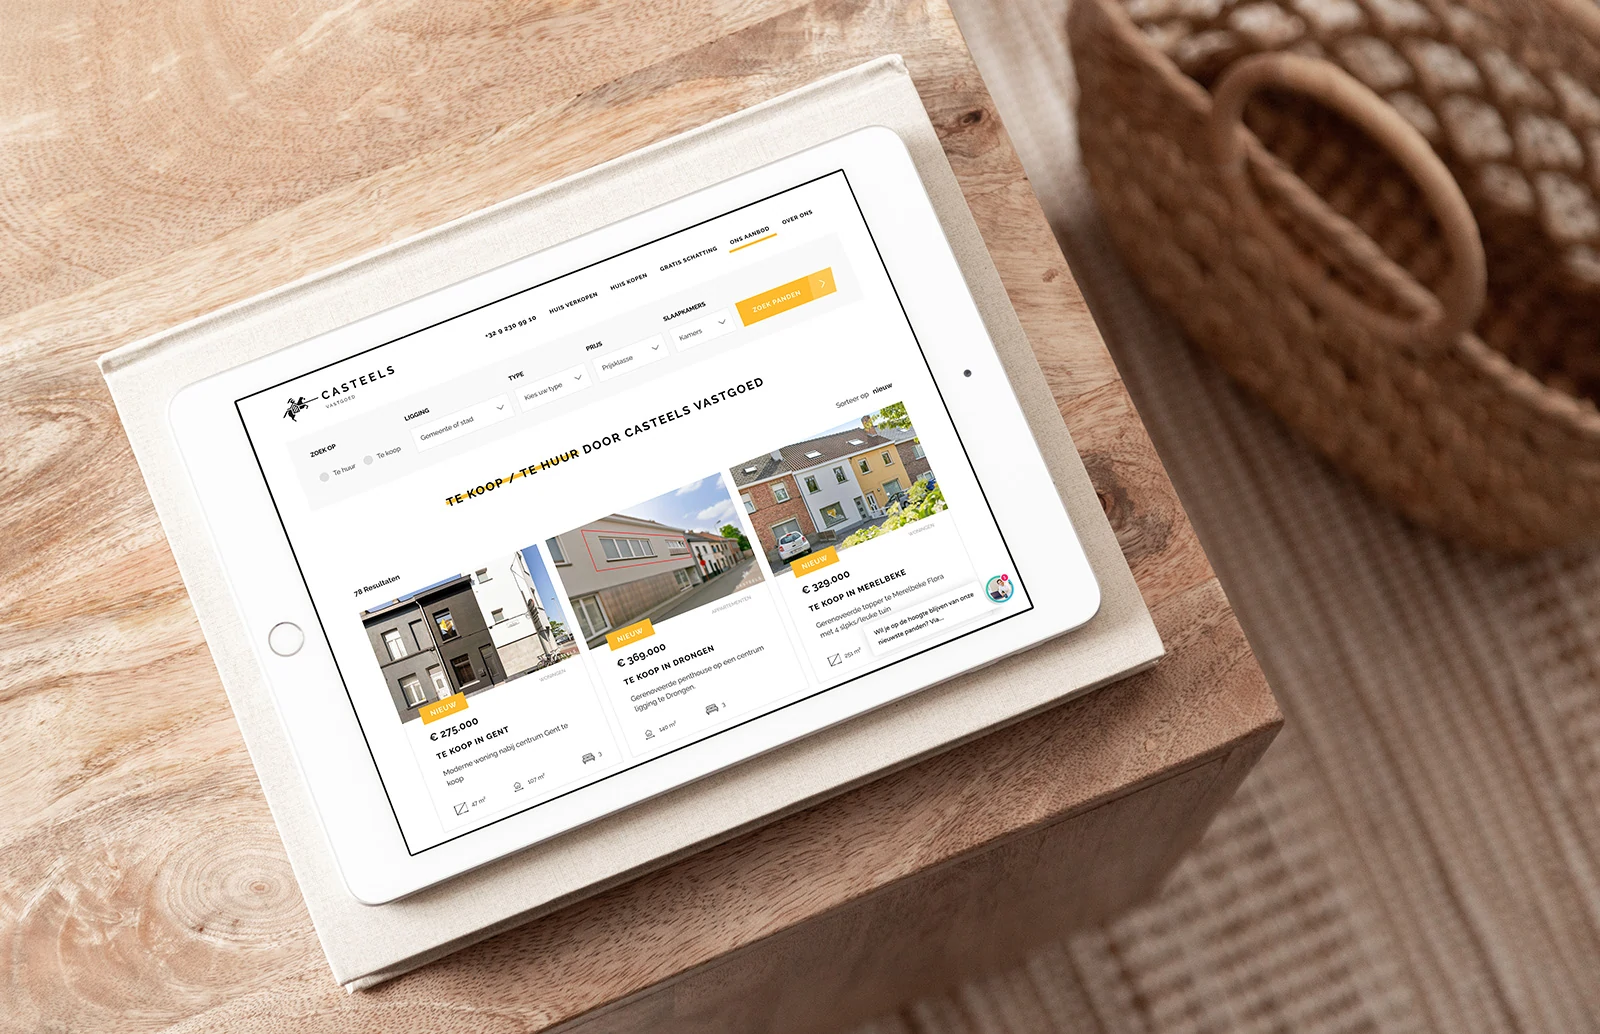 CASTEELS
VASTGOED
+32 9 230 99 10
HUIS VERKOPEN
HUIS KOPEN
GRATIS SCHATTING
ONS AANBOD
OVER ONS
ZOEK OP
Te huur
Te koop
LIGGING
Gemeente of stad
TYPE
Kies uw type
PRIJS
Prijsklasse
SLAAPKAMERS
Kamers
ZOEK PANDEN
TE KOOP / TE HUUR DOOR CASTEELS VASTGOED
78 Resultaten
Sorteer op nieuw
NIEUW
WONINGEN
€ 275.000
TE KOOP IN GENT
Moderne woning nabij centrum Gent te
koop
47 m²
107 m²
3
NIEUW
APPARTEMENTEN
€ 369.000
TE KOOP IN DRONGEN
Gerenoveerde penthouse op een centrum
ligging te Drongen.
140 m²
3
NIEUW
WONINGEN
€ 329.000
TE KOOP IN MERELBEKE
Gerenoveerde topper te Merelbeke Flora
met 4 slpks/leuke tuin
251 m²
Wil je op de hoogte blijven van onze
nieuwste panden? Via...